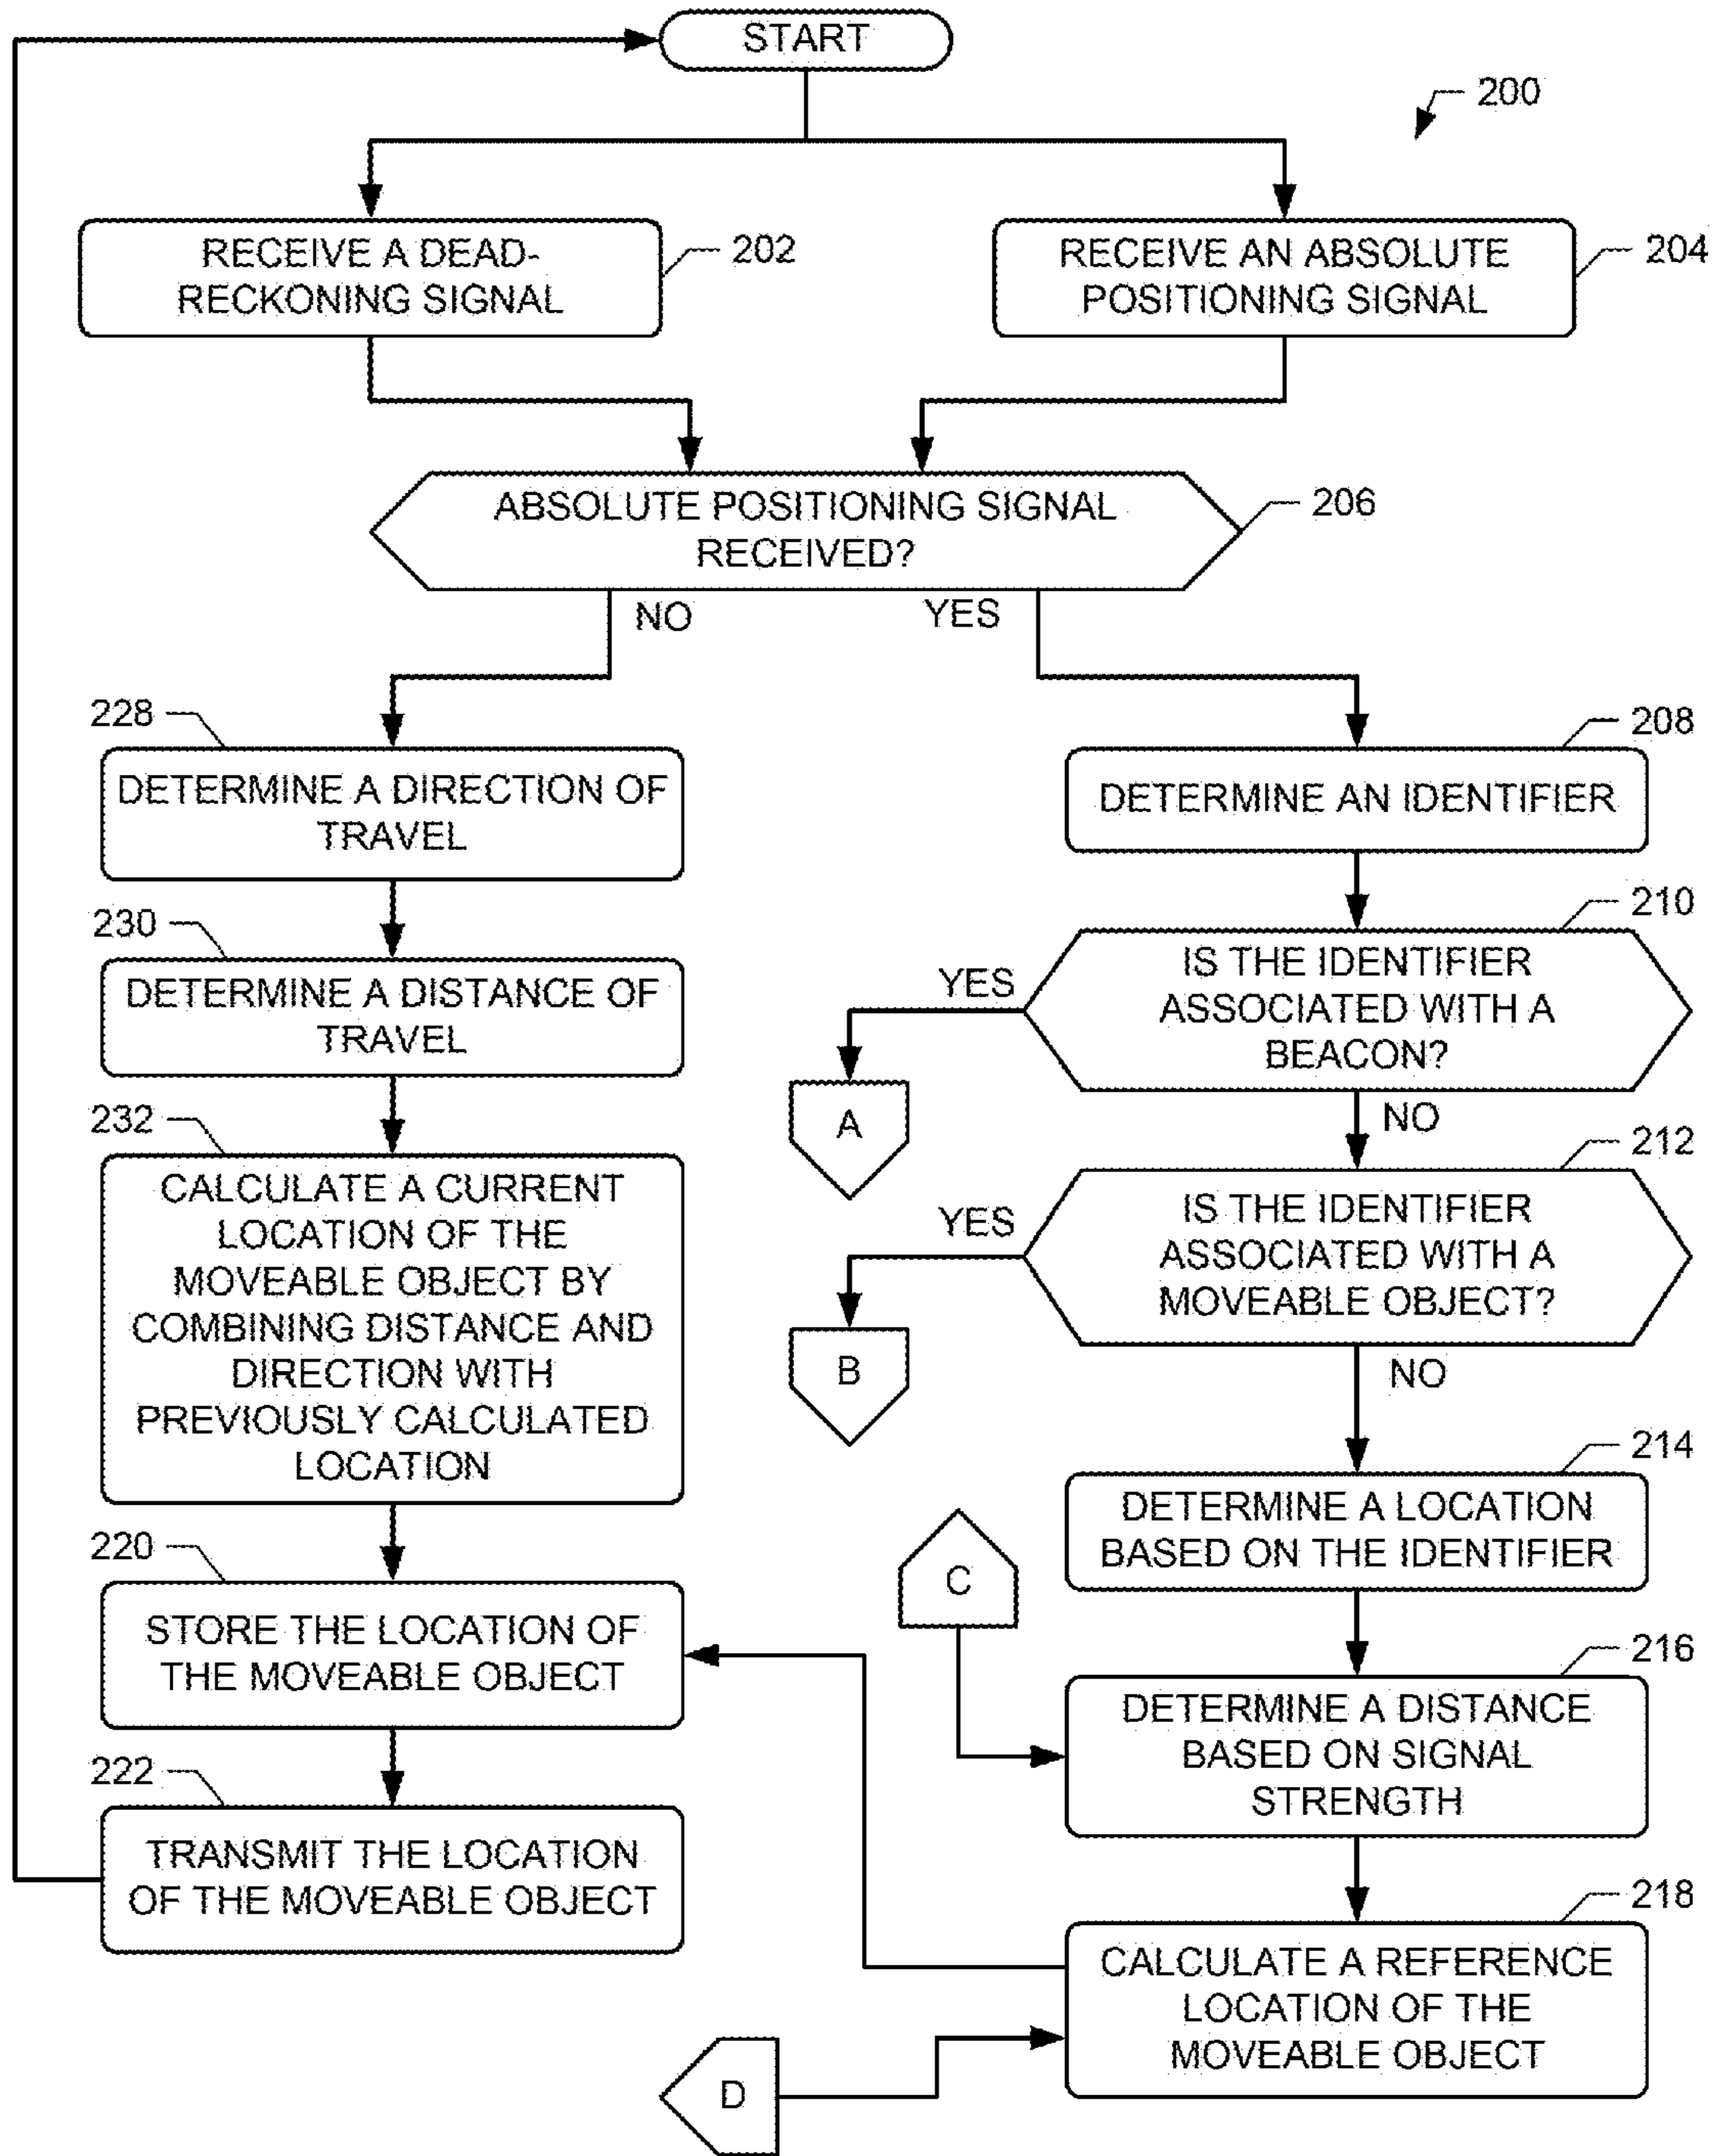 START
200
RECEIVE A DEAD-
RECKONING SIGNAL
202
RECEIVE AN ABSOLUTE
POSITIONING SIGNAL
204
ABSOLUTE POSITIONING SIGNAL
RECEIVED?
206
NO
YES
228
DETERMINE A DIRECTION OF
TRAVEL
230
DETERMINE A DISTANCE OF
TRAVEL
232
CALCULATE A CURRENT
LOCATION OF THE
MOVEABLE OBJECT BY
COMBINING DISTANCE AND
DIRECTION WITH
PREVIOUSLY CALCULATED
LOCATION
220
STORE THE LOCATION OF
THE MOVEABLE OBJECT
222
TRANSMIT THE LOCATION
OF THE MOVEABLE OBJECT
208
DETERMINE AN IDENTIFIER
210
IS THE IDENTIFIER
ASSOCIATED WITH A
BEACON?
YES
A
NO
212
IS THE IDENTIFIER
ASSOCIATED WITH A
MOVEABLE OBJECT?
YES
B
NO
214
DETERMINE A LOCATION
BASED ON THE IDENTIFIER
C
216
DETERMINE A DISTANCE
BASED ON SIGNAL
STRENGTH
218
CALCULATE A REFERENCE
LOCATION OF THE
MOVEABLE OBJECT
D